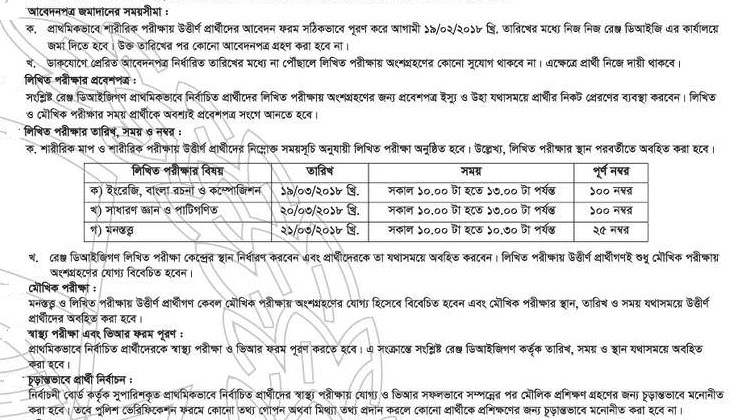 আবেদনপত্র জমাদানের সময়সীমা :
ক. প্রাথমিকভাবে শারীরিক পরীক্ষায় উত্তীর্ণ প্রার্থীদের আবেদন ফরম সঠিকভাবে পূরণ করে আগামী ১৯/০২/২০১৮ খ্রি. তারিখের মধ্যে নিজ নিজ রেঞ্জ ডিআইজি এর কার্যালয়ে
জমা দিতে হবে। উক্ত তারিখের পর কোনো আবেদনপত্র গ্রহণ করা হবে না।
খ. ডাকযোগে প্রেরিত আবেদনপত্র নির্ধারিত তারিখের মধ্যে না পৌঁছালে লিখিত পরীক্ষায় অংশগ্রহণের কোনো সুযোগ থাকবে না। এক্ষেত্রে প্রার্থী নিজে দায়ী থাকবে।
লিখিত পরীক্ষার প্রবেশপত্র :
সংশ্লিষ্ট রেঞ্জ ডিআইজিগণ প্রাথমিকভাবে নির্বাচিত প্রার্থীদের লিখিত পরীক্ষায় অংশগ্রহণের জন্য প্রবেশপত্র ইস্যু ও উহা যথাসময়ে প্রার্থীর নিকট প্রেরণের ব্যবস্থা করবেন। লিখিত
ও মৌখিক পরীক্ষার সময় প্রার্থীকে অবশ্যই প্রবেশপত্র সংগে আনতে হবে।
লিখিত পরীক্ষার তারিখ, সময় ও নম্বর :
ক. শারীরিক মাপ ও শারীরিক পরীক্ষায় উত্তীর্ণ প্রার্থীদের নিম্নোক্ত সময়সূচি অনুযায়ী লিখিত পরীক্ষা অনুষ্ঠিত হবে। উল্লেখ্য, লিখিত পরীক্ষার স্থান পরবর্তীতে অবহিত করা হবে।
লিখিত পরীক্ষার বিষয় তারিখ সময় পূর্ণ নম্বর
ক) ইংরেজি, বাংলা রচনা ও কম্পোজিশন ১৯/০৩/২০১৮ খ্রি. সকাল ১০.০০ টা হতে ১৩.০০ টা পর্যন্ত ১০০ নম্বর
খ) সাধারণ জ্ঞান ও পাটিগণিত ২০/০৩/২০১৮ খ্রি. সকাল ১০.০০ টা হতে ১৩.০০ টা পর্যন্ত ১০০ নম্বর
গ) মনস্তত্ত্ব ২১/০৩/২০১৮ খ্রি. সকাল ১০.০০ টা হতে ১০.৩০ টা পর্যন্ত ২৫ নম্বর
খ. রেঞ্জ ডিআইজিগণ লিখিত পরীক্ষা কেন্দ্রের স্থান নির্ধারণ করবেন এবং প্রার্থীদেরকে তা যথাসময়ে অবহিত করবেন। লিখিত পরীক্ষায় উত্তীর্ণ প্রার্থীগণই শুধু মৌখিক পরীক্ষায়
অংশগ্রহণের যোগ্য বিবেচিত হবেন।
মৌখিক পরীক্ষা :
মনস্তত্ত্ব ও লিখিত পরীক্ষায় উত্তীর্ণ প্রার্থীগণ কেবল মৌখিক পরীক্ষায় অংশগ্রহণের যোগ্য হিসেবে বিবেচিত হবেন এবং মৌখিক পরীক্ষার স্থান, তারিখ ও সময় যথাসময়ে উত্তীর্ণ
প্রার্থীদের অবহিত করা হবে।
স্বাস্থ্য পরীক্ষা এবং ভিআর ফরম পূরণ :
প্রাথমিকভাবে নির্বাচিত প্রার্থীদেরকে স্বাস্থ্য পরীক্ষা ও ভিআর ফরম পূরণ করতে হবে। এ সংক্রান্তে সংশ্লিষ্ট রেঞ্জ ডিআইজিগণ কর্তৃক তারিখ, সময় ও স্থান যথাসময়ে অবহিত
করা হবে।
চূড়ান্তভাবে প্রার্থী নির্বাচন :
নির্বাচনী বোর্ড কর্তৃক সুপারিশকৃত প্রাথমিকভাবে নির্বাচিত প্রার্থীদের স্বাস্থ্য পরীক্ষায় যোগ্য ও ভিআর সফলভাবে সম্পন্নের পর মৌলিক প্রশিক্ষণ গ্রহণের জন্য চূড়ান্তভাবে মনোনীত
করা হবে। তবে পুলিশ ভেরিফিকেশন ফরমে কোনো তথ্য গোপন অথবা মিথ্যা তথ্য প্রদান করলে কোনো প্রার্থীকে প্রশিক্ষণের জন্য চূড়ান্তভাবে মনোনীত করা হবে না।